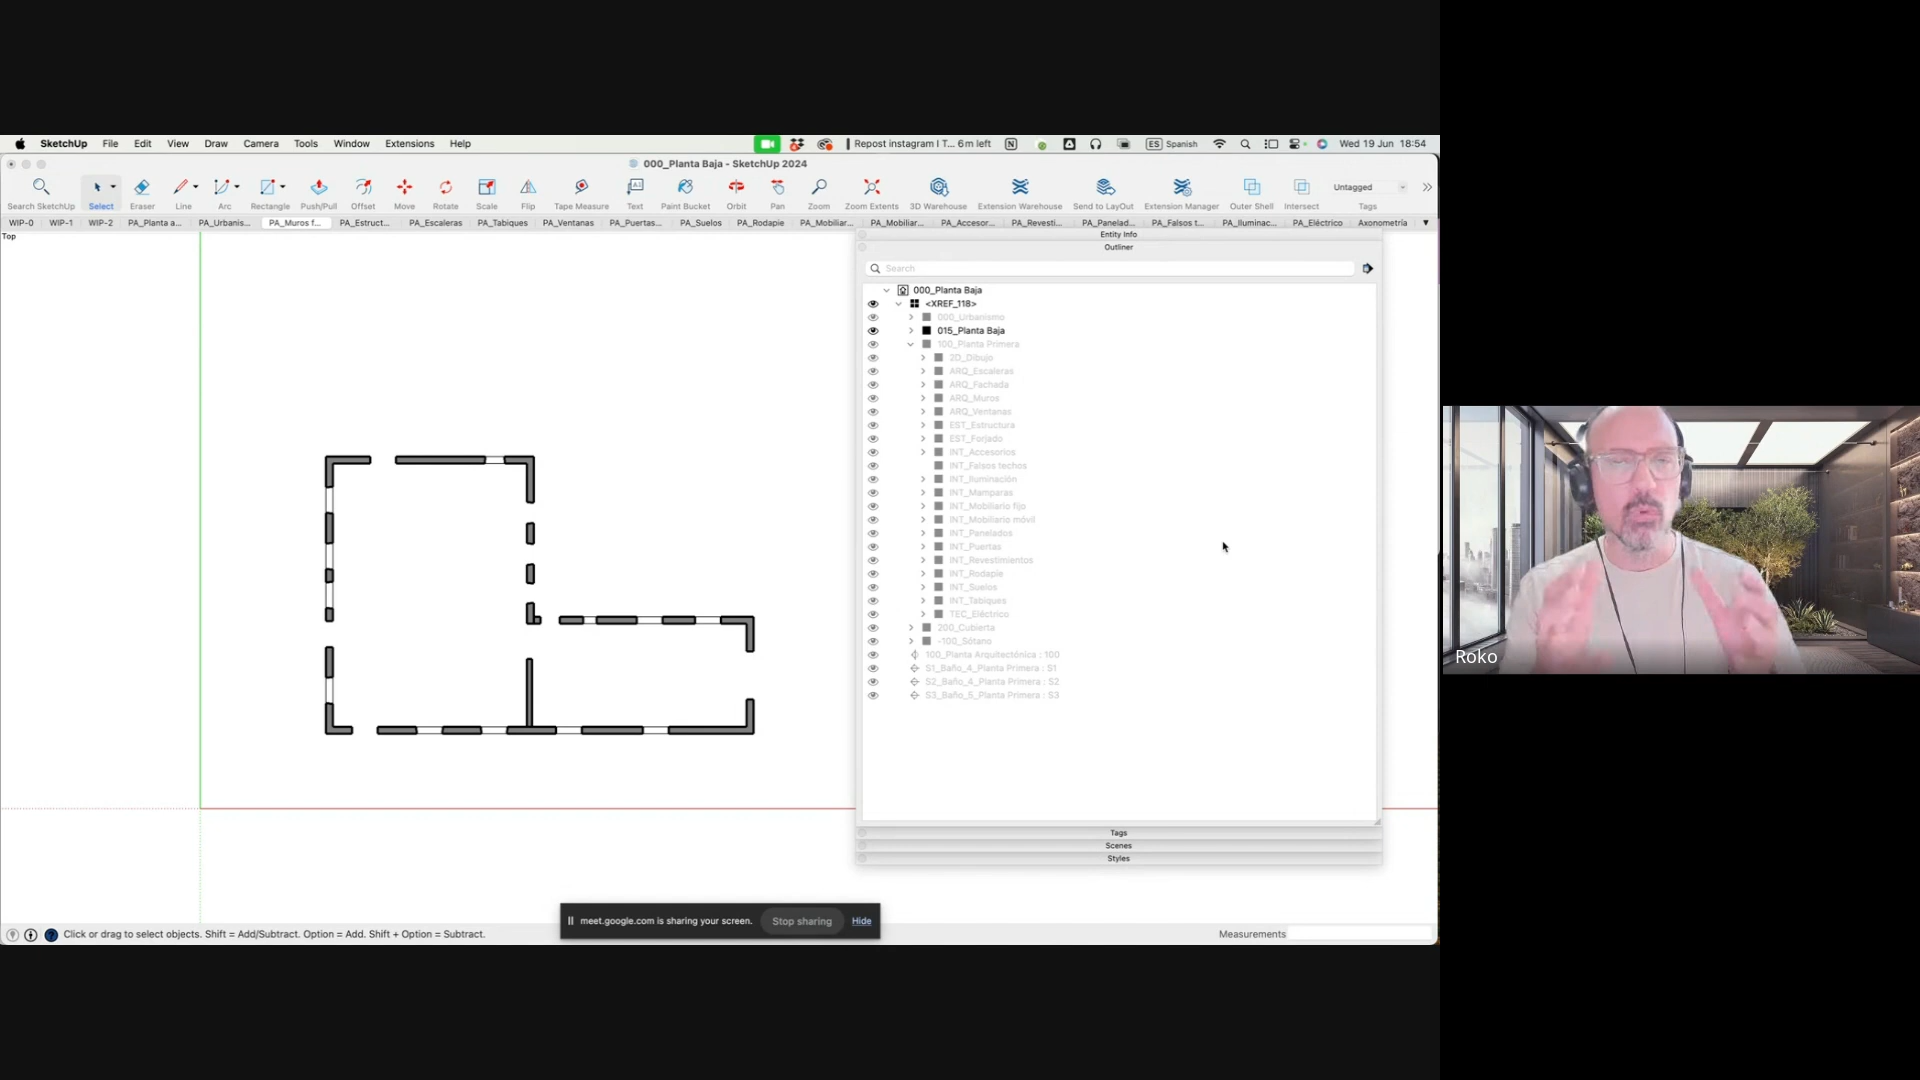 SketchUp File Edit View Draw Camera Tools Window Extensions Help
Repost instagram I T... 6m left ES Spanish Wed 19 Jun 18:54
000_Planta Baja - SketchUp 2024
Search SketchUp Select Eraser Line Arc Rectangle Push/Pull Offset Move Rotate Scale Flip Tape Measure Text Paint Bucket Orbit Pan Zoom Zoom Extents 3D Warehouse Extension Warehouse Send to LayOut Extension Manager Outer Shell Intersect Tags
Untagged
WIP-0 WIP-1 WIP-2 PA_Planta a... PA_Urbanis... PA_Muros f... PA_Estruct... PA_Escaleras PA_Tabiques PA_Ventanas PA_Puertas... PA_Suelos PA_Rodapie PA_Mobiliar... PA_Mobiliar... PA_Accesor... PA_Revesti... PA_Panelad... PA_Falsos t... PA_Iluminac... PA_Eléctrico Axonometría
Top
Entity Info
Outliner
Search
000_Planta Baja
<XREF_118>
000_Urbanismo
015_Planta Baja
100_Planta Primera
2D_Dibujo
ARQ_Escaleras
ARQ_Fachada
ARQ_Muros
ARQ_Ventanas
EST_Estructura
EST_Forjado
INT_Accesorios
INT_Falsos techos
INT_Iluminación
INT_Mamparas
INT_Mobiliario fijo
INT_Mobiliario móvil
INT_Panelados
INT_Puertas
INT_Revestimientos
INT_Rodapie
INT_Suelos
INT_Tabiques
TEC_Eléctrico
200_Cubierta
-100_Sótano
100_Planta Arquitectónica : 100
S1_Baño_4_Planta Primera : S1
S2_Baño_4_Planta Primera : S2
S3_Baño_5_Planta Primera : S3
Tags
Scenes
Styles
meet.google.com is sharing your screen. Stop sharing Hide
Click or drag to select objects. Shift = Add/Subtract. Option = Add. Shift + Option = Subtract.
Measurements
Roko